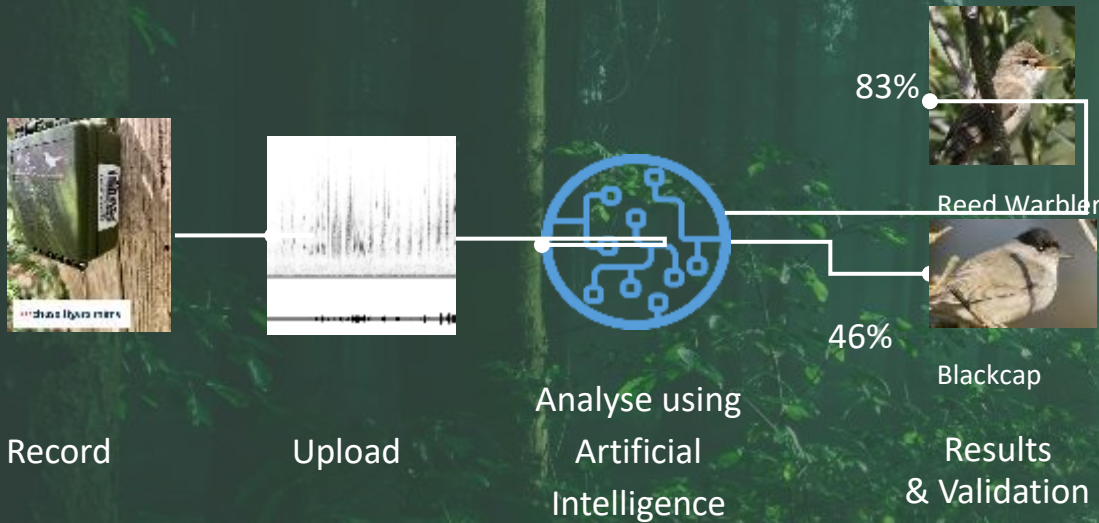 83%
Reed Warbler
46%
Blackcap
Record
Upload
Analyse using
Artificial
Intelligence
Results
& Validation